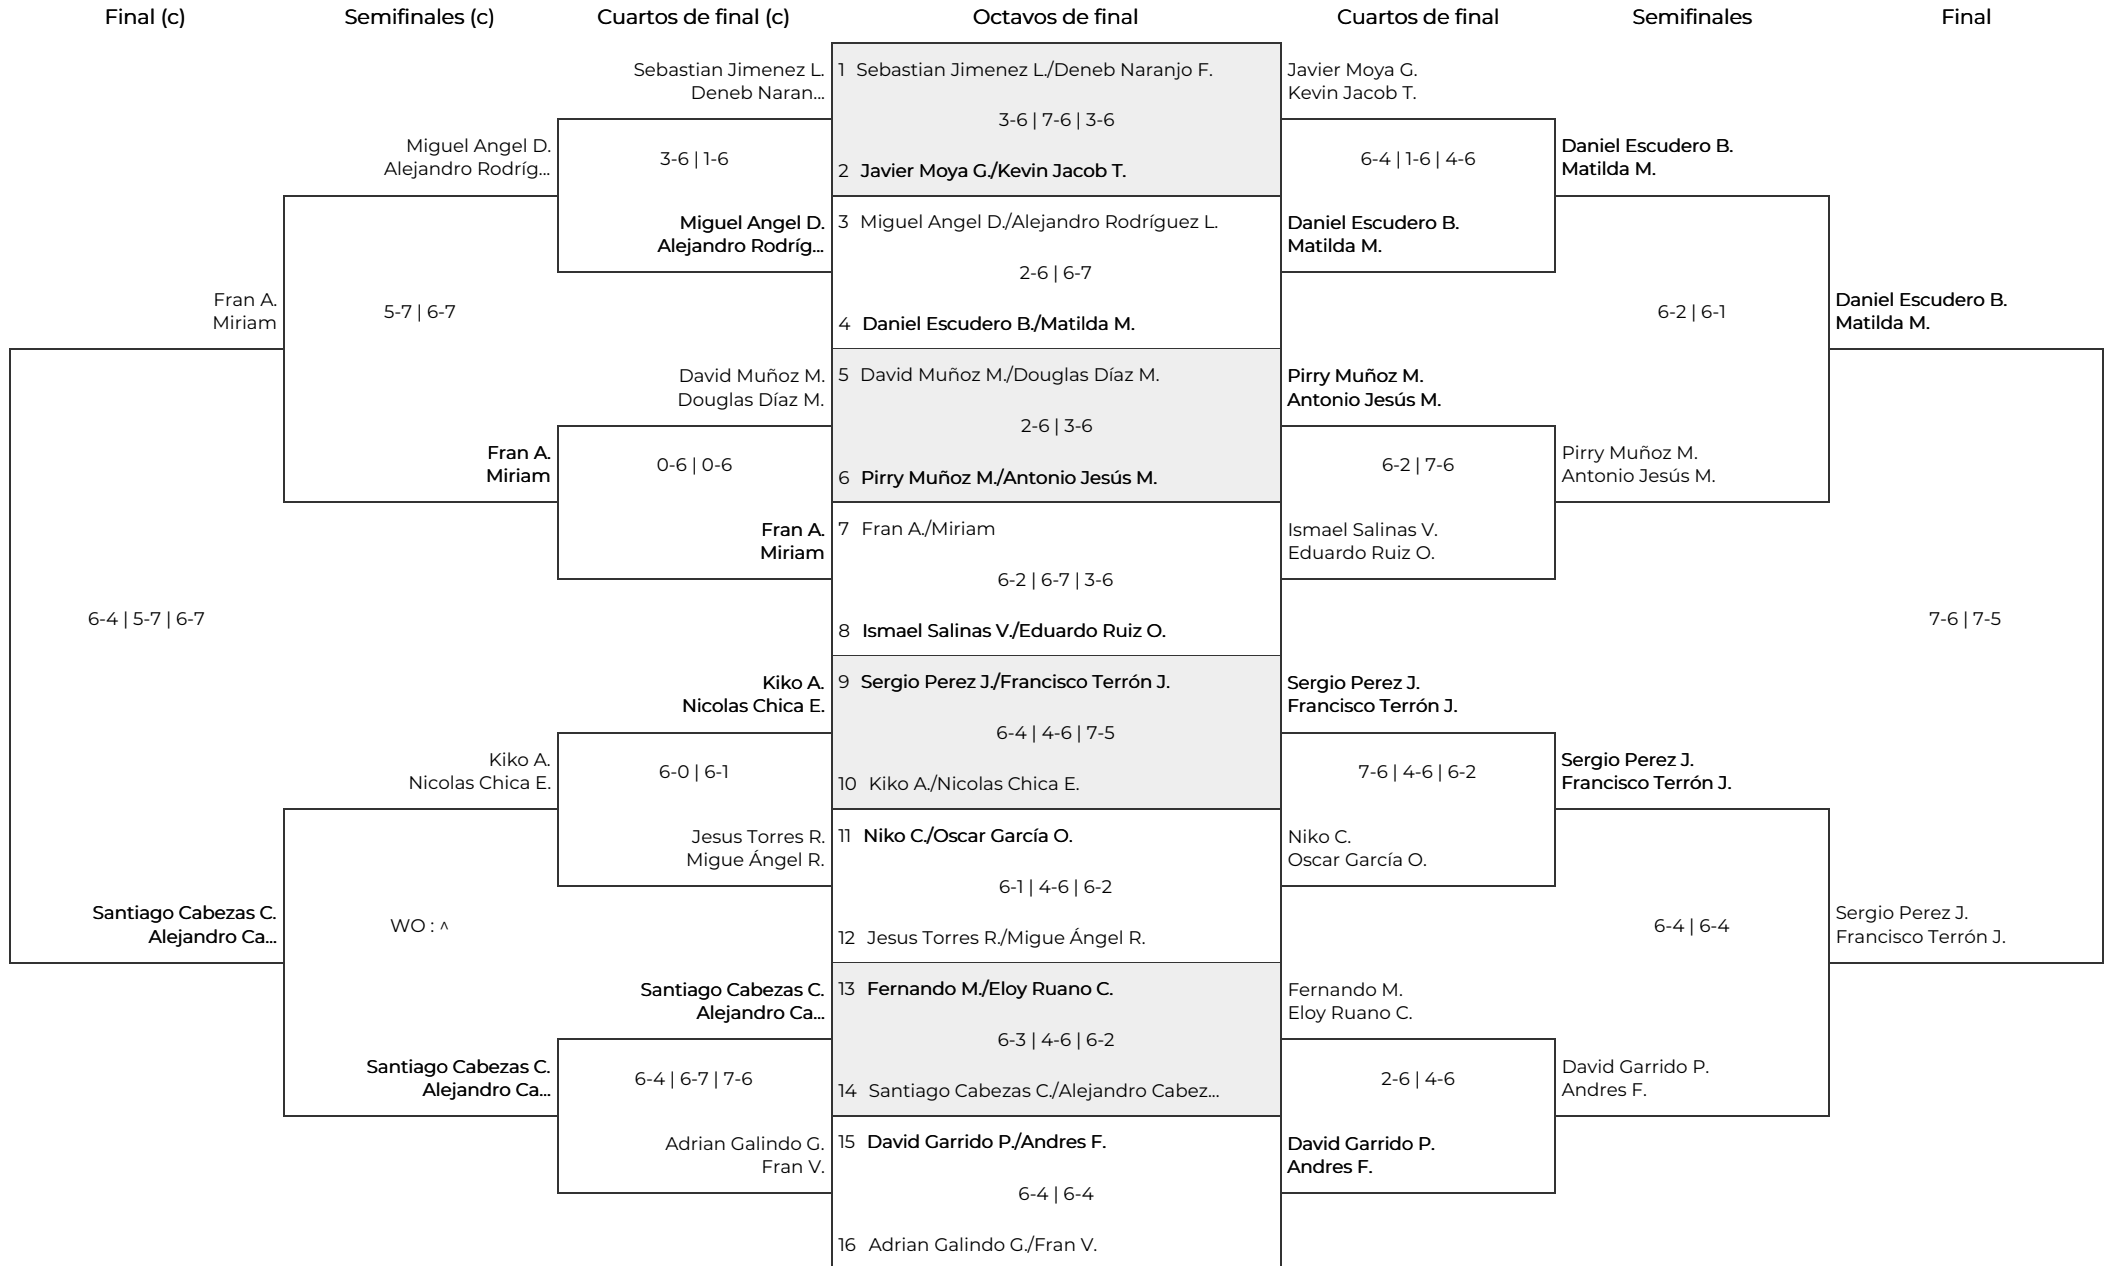 Final (c)
Semifinales (c)
Cuartos de final (c)
Octavos de final
Cuartos de final
Semifinales
Final
Fran A.
Miriam
6-4 | 5-7 | 6-7
Santiago Cabezas C.
Alejandro Ca...
Miguel Angel D.
Alejandro Rodríg...
5-7 | 6-7
Fran A.
Miriam
Kiko A.
Nicolas Chica E.
WO : ^
Santiago Cabezas C.
Alejandro Ca...
Sebastian Jimenez L.
Deneb Naran...
3-6 | 1-6
Miguel Angel D.
Alejandro Rodríg...
David Muñoz M.
Douglas Díaz M.
0-6 | 0-6
Fran A.
Miriam
Kiko A.
Nicolas Chica E.
6-0 | 6-1
Jesus Torres R.
Migue Ángel R.
Santiago Cabezas C.
Alejandro Ca...
6-4 | 6-7 | 7-6
Adrian Galindo G.
Fran V.
1 Sebastian Jimenez L./Deneb Naranjo F.
3-6 | 7-6 | 3-6
2 Javier Moya G./Kevin Jacob T.
3 Miguel Angel D./Alejandro Rodríguez L.
2-6 | 6-7
4 Daniel Escudero B./Matilda M.
5 David Muñoz M./Douglas Díaz M.
2-6 | 3-6
6 Pirry Muñoz M./Antonio Jesús M.
7 Fran A./Miriam
6-2 | 6-7 | 3-6
8 Ismael Salinas V./Eduardo Ruiz O.
9 Sergio Perez J./Francisco Terrón J.
6-4 | 4-6 | 7-5
10 Kiko A./Nicolas Chica E.
11 Niko C./Oscar García O.
6-1 | 4-6 | 6-2
12 Jesus Torres R./Migue Ángel R.
13 Fernando M./Eloy Ruano C.
6-3 | 4-6 | 6-2
14 Santiago Cabezas C./Alejandro Cabez...
15 David Garrido P./Andres F.
6-4 | 6-4
16 Adrian Galindo G./Fran V.
Javier Moya G.
Kevin Jacob T.
6-4 | 1-6 | 4-6
Daniel Escudero B.
Matilda M.
Pirry Muñoz M.
Antonio Jesús M.
6-2 | 7-6
Ismael Salinas V.
Eduardo Ruiz O.
Sergio Perez J.
Francisco Terrón J.
7-6 | 4-6 | 6-2
Niko C.
Oscar García O.
Fernando M.
Eloy Ruano C.
2-6 | 4-6
David Garrido P.
Andres F.
Daniel Escudero B.
Matilda M.
6-2 | 6-1
Pirry Muñoz M.
Antonio Jesús M.
Sergio Perez J.
Francisco Terrón J.
6-4 | 6-4
David Garrido P.
Andres F.
Daniel Escudero B.
Matilda M.
7-6 | 7-5
Sergio Perez J.
Francisco Terrón J.